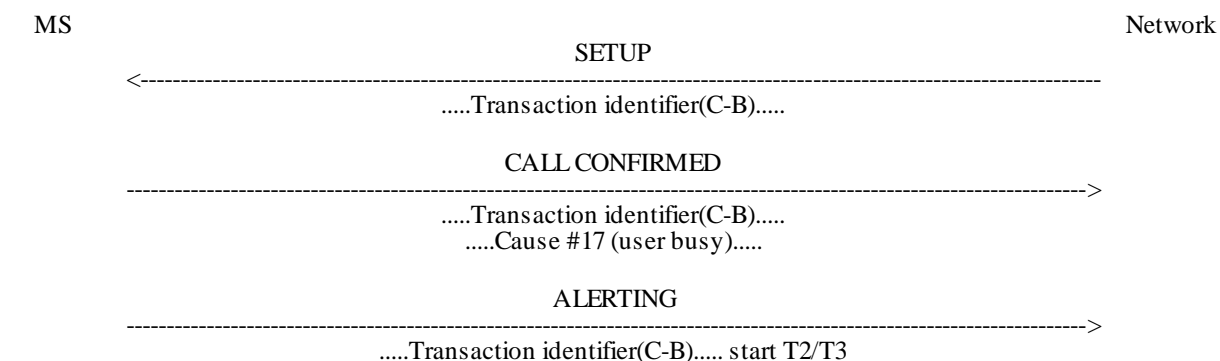 MS Network
SETUP
<------------------------------------------------------------------------------------------------------------------------
.....Transaction identifier(C-B).....
CALL CONFIRMED
------------------------------------------------------------------------------------------------------------------------>
.....Transaction identifier(C-B).....
.....Cause #17 (user busy).....
ALERTING
------------------------------------------------------------------------------------------------------------------------>
.....Transaction identifier(C-B)..... start T2/T3